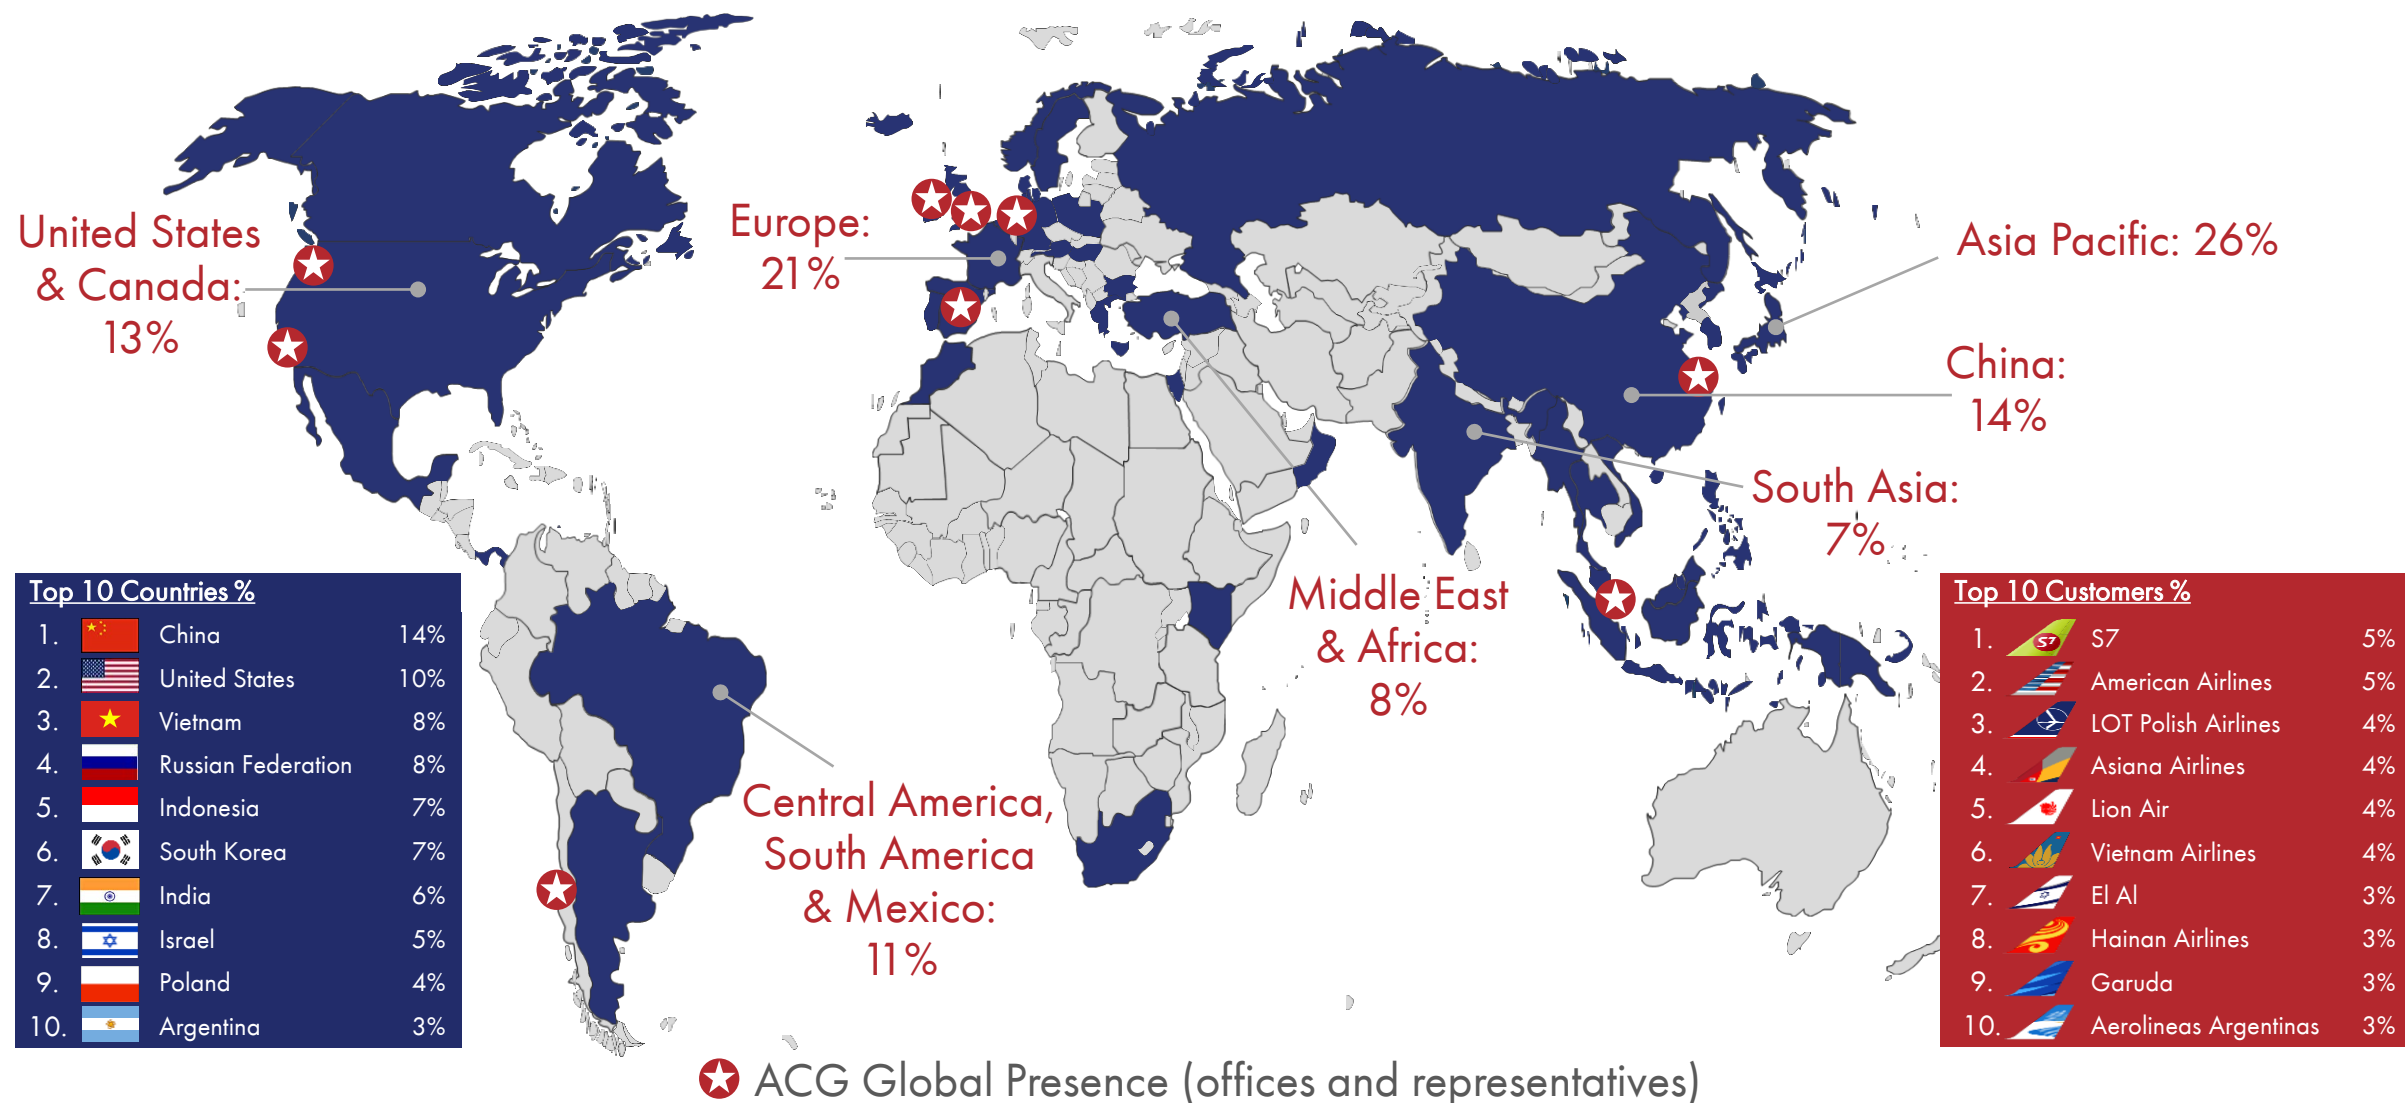 United States
& Canada:
13%
Europe:
21%
Asia Pacific: 26%
China:
14%
South Asia:
7%
Middle East
& Africa:
8%
Central America,
South America
& Mexico:
11%
Top 10 Countries %
1. China 14%
2. United States 10%
3. Vietnam 8%
4. Russian Federation 8%
5. Indonesia 7%
6. South Korea 7%
7. India 6%
8. Israel 5%
9. Poland 4%
10. Argentina 3%
Top 10 Customers %
1. S7 S7 5%
2. American Airlines 5%
3. LOT Polish Airlines 4%
4. Asiana Airlines 4%
5. Lion Air 4%
6. Vietnam Airlines 4%
7. El Al 3%
8. Hainan Airlines 3%
9. Garuda 3%
10. Aerolineas Argentinas 3%
ACG Global Presence (offices and representatives)